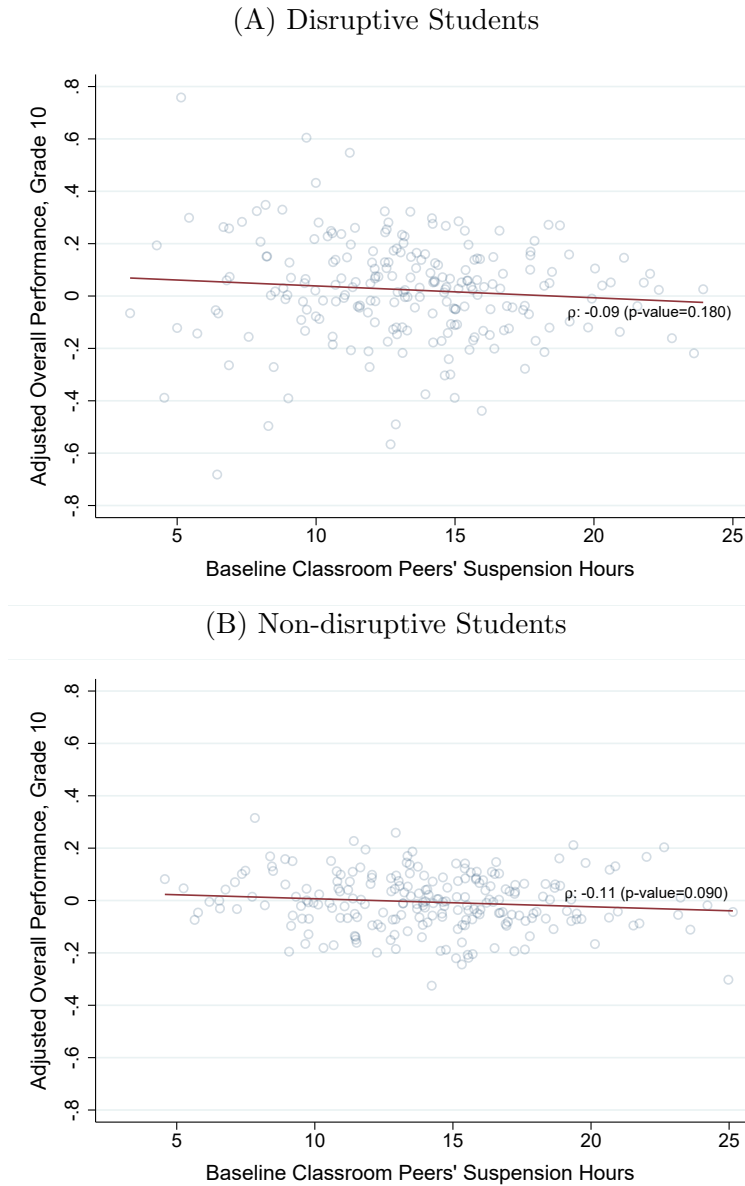 (A) Disruptive Students
Adjusted Overall Performance, Grade 10
.8
.6
.4
.2
0
-.2
-.4
-.6
-.8
ρ: -0.09 (p-value=0.180)
5 10 15 20 25
Baseline Classroom Peers' Suspension Hours
(B) Non-disruptive Students
Adjusted Overall Performance, Grade 10
.8
.6
.4
.2
0
-.2
-.4
-.6
-.8
ρ: -0.11 (p-value=0.090)
5 10 15 20 25
Baseline Classroom Peers' Suspension Hours